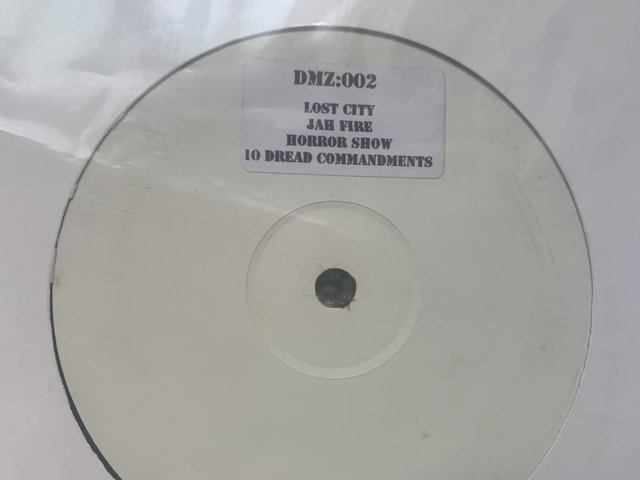 DMZ:002
LOST CITY
JAH FIRE
HORROR SHOW
10 DREAD COMMANDMENTS